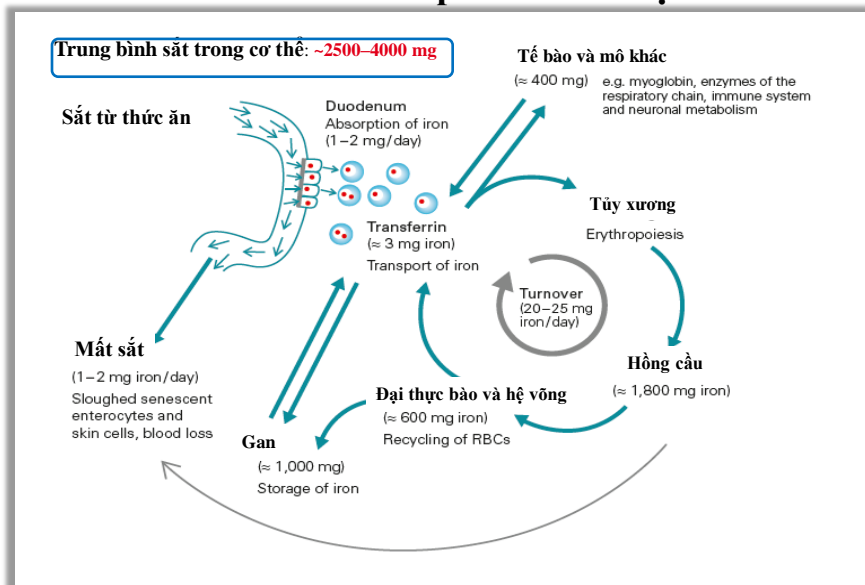 Trung bình sắt trong cơ thể: ~2500–4000 mg
Sắt từ thức ăn
Duodenum
Absorption of iron
(1–2 mg/day)
Tế bào và mô khác
(≈ 400 mg) e.g. myoglobin, enzymes of the
respiratory chain, immune system
and neuronal metabolism
Transferrin
(≈ 3 mg iron)
Transport of iron
Tủy xương
Erythropoiesis
Turnover
(20–25 mg
iron/day)
Mất sắt
(1–2 mg iron/day)
Sloughed senescent
enterocytes and
skin cells, blood loss
Hồng cầu
(≈ 1,800 mg iron)
Đại thực bào và hệ võng
(≈ 600 mg iron)
Recycling of RBCs
Gan
(≈ 1,000 mg)
Storage of iron